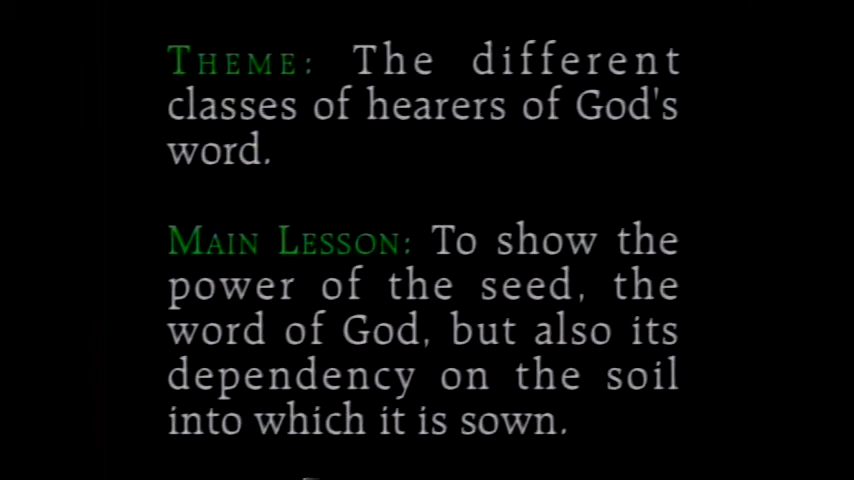 THEME: The different
classes of hearers of God's
word.
MAIN LESSON: To show the
power of the seed, the
word of God, but also its
dependency on the soil
into which it is sown.